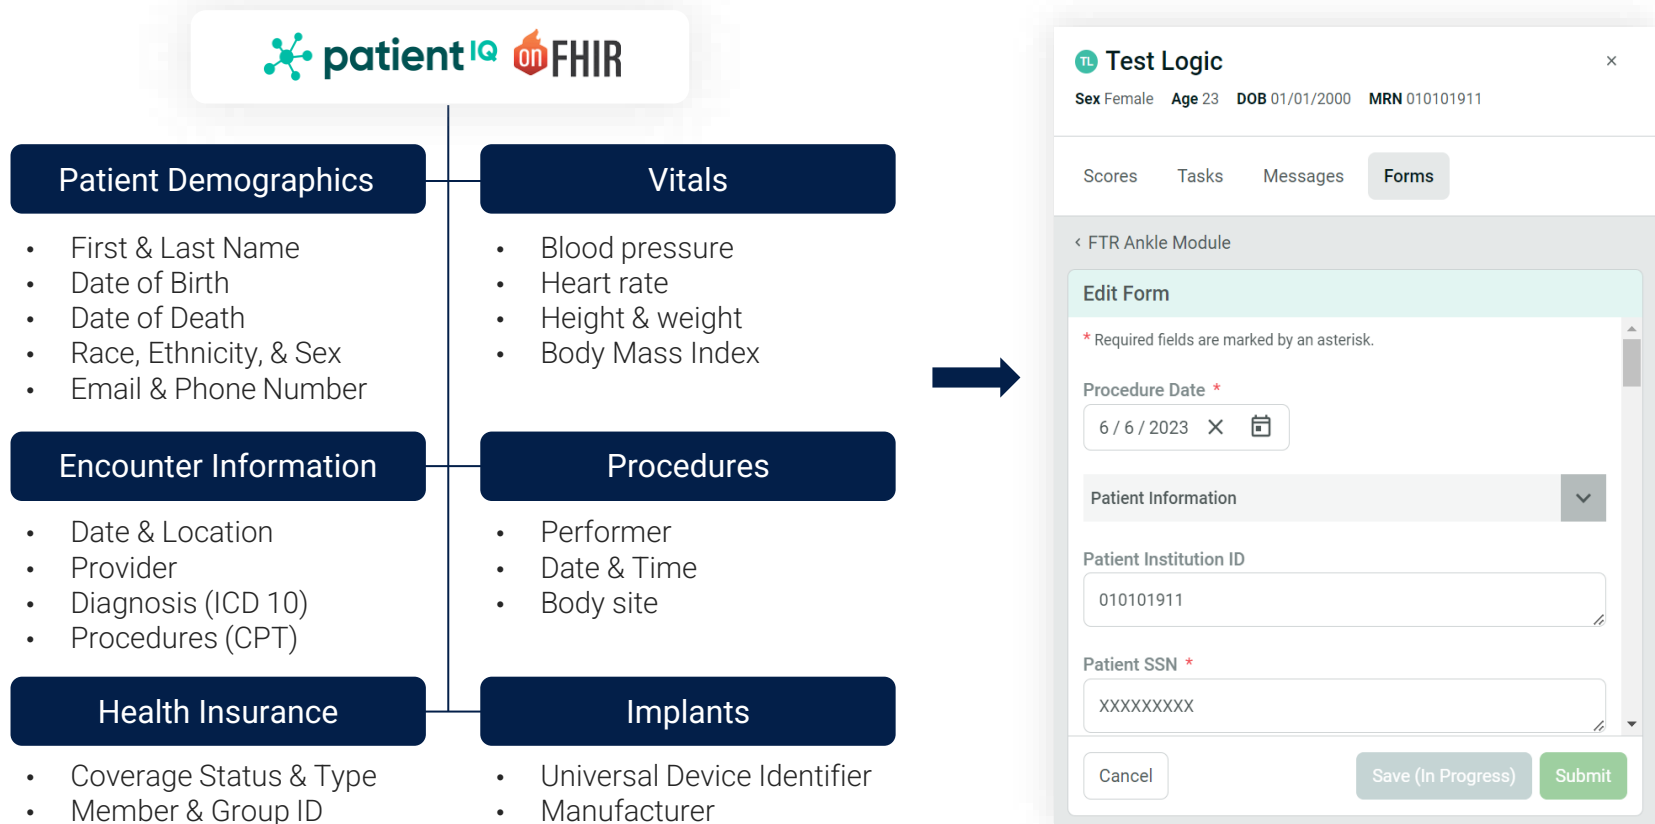 patient IQ on FHIR
Patient Demographics
• First & Last Name
• Date of Birth
• Date of Death
• Race, Ethnicity, & Sex
• Email & Phone Number
Vitals
• Blood pressure
• Heart rate
• Height & weight
• Body Mass Index
Encounter Information
• Date & Location
• Provider
• Diagnosis (ICD 10)
• Procedures (CPT)
Procedures
• Performer
• Date & Time
• Body site
Health Insurance
• Coverage Status & Type
• Member & Group ID
Implants
• Universal Device Identifier
• Manufacturer
TL Test Logic
Sex Female Age 23 DOB 01/01/2000 MRN 010101911
Scores Tasks Messages Forms
< FTR Ankle Module
Edit Form
* Required fields are marked by an asterisk.
Procedure Date *
6 / 6 / 2023
Patient Information
Patient Institution ID
010101911
Patient SSN *
XXXXXXXXX
Cancel Save (In Progress) Submit